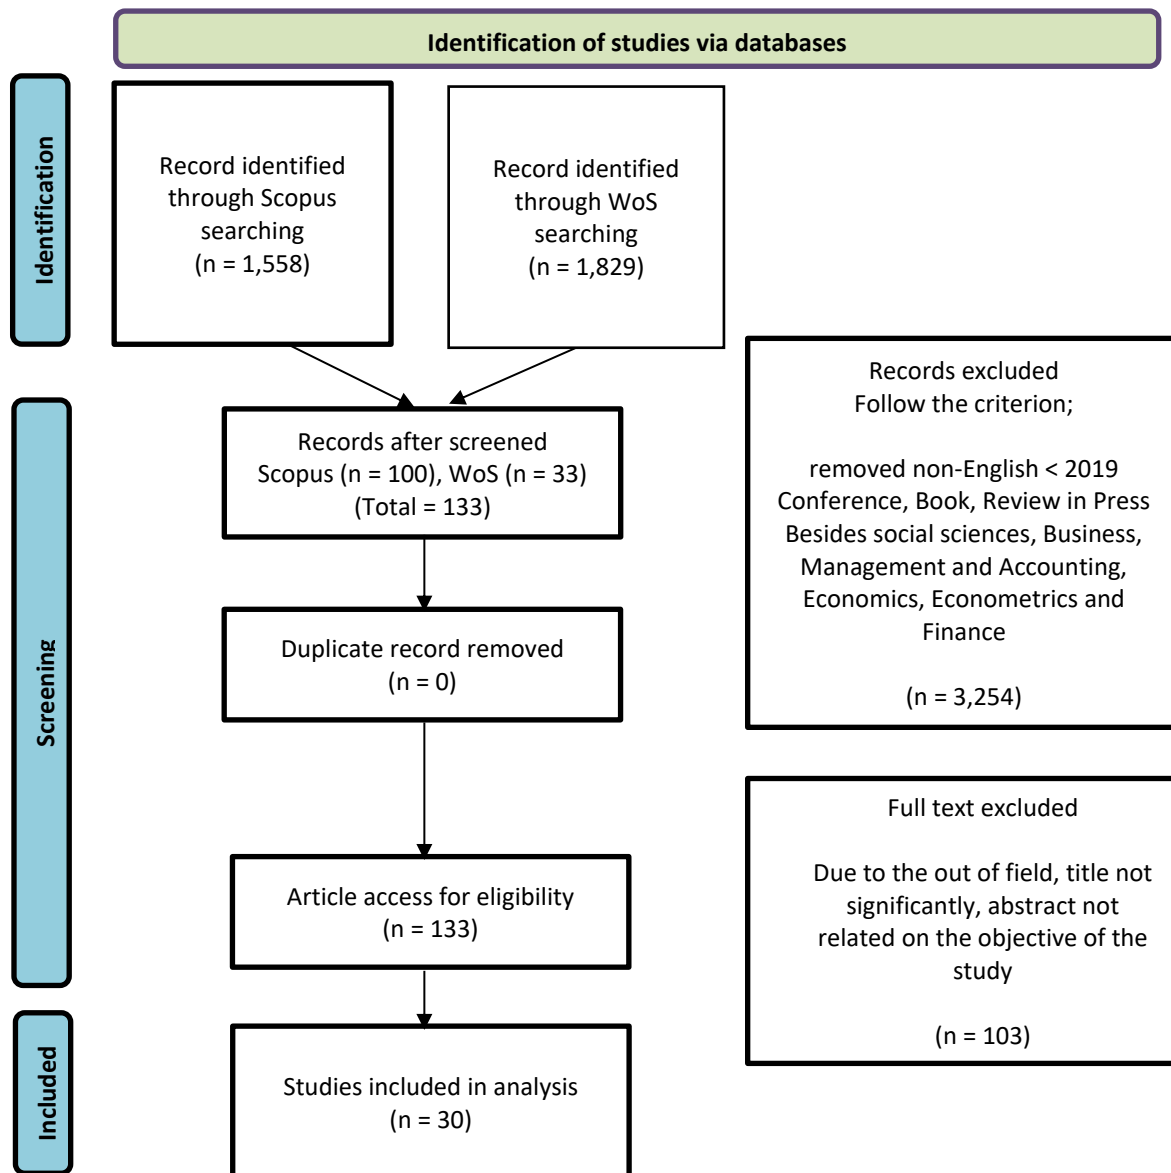 Identification of studies via databases
Identification
Record identified
through Scopus
searching
(n = 1,558)
Record identified
through WoS
searching
(n = 1,829)
Records excluded
Follow the criterion;
removed non-English < 2019
Conference, Book, Review in Press
Besides social sciences, Business,
Management and Accounting,
Economics, Econometrics and
Finance
(n = 3,254)
Screening
Records after screened
Scopus (n = 100), WoS (n = 33)
(Total = 133)
Duplicate record removed
(n = 0)
Article access for eligibility
(n = 133)
Full text excluded
Due to the out of field, title not
significantly, abstract not
related on the objective of the
study
(n = 103)
Included
Studies included in analysis
(n = 30)